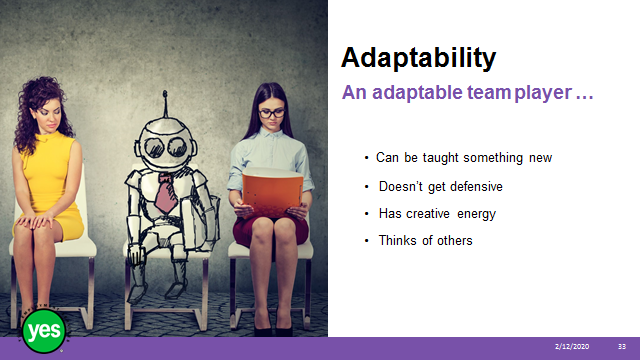 Adaptability
An adaptable team player …
• Can be taught something new
• Doesn’t get defensive
• Has creative energy
• Thinks of others
yes
2/12/2020
33